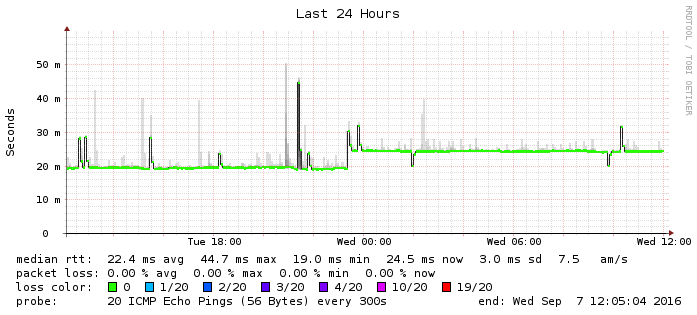 Last 24 Hours
RRDTOOL / TOBI OETIKER
Seconds
50 m
40 m
30 m
20 m
10 m
0
Tue 18:00 Wed 00:00 Wed 06:00 Wed 12:00
median rtt: 22.4 ms avg 44.7 ms max 19.0 ms min 24.5 ms now 3.0 ms sd 7.5 am/s
packet loss: 0.00 % avg 0.00 % max 0.00 % min 0.00 % now
loss color: 0 1/20 2/20 3/20 4/20 10/20 19/20
probe: 20 ICMP Echo Pings (56 Bytes) every 300s end: Wed Sep 7 12:05:04 2016